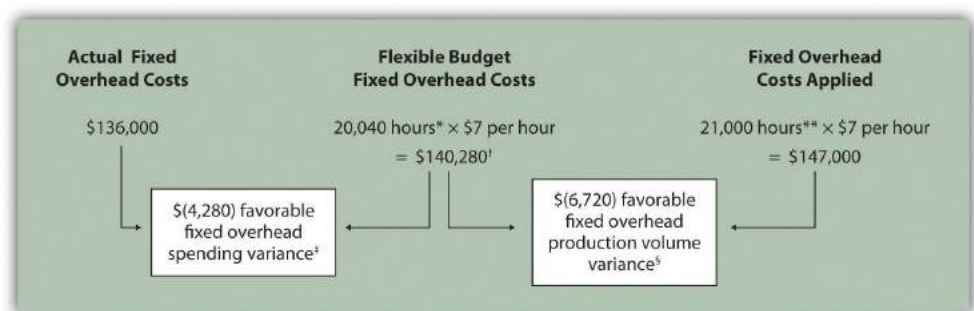 Actual Fixed
Overhead Costs
$136,000
Flexible Budget
Fixed Overhead Costs
20,040 hours* × $7 per hour
= $140,280†
Fixed Overhead
Costs Applied
21,000 hours** × $7 per hour
= $147,000
$(4,280) favorable
fixed overhead
spending variance‡
$(6,720) favorable
fixed overhead
production volume
variance§